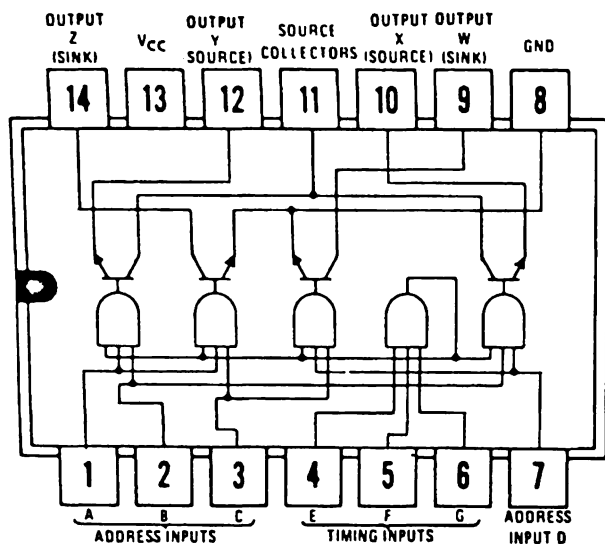 OUTPUT Z (SINK)
VCC
OUTPUT Y SOURCE)
SOURCE COLLECTORS
OUTPUT X (SOURCE)
OUTPUT W (SINK)
GND
14 13 12 11 10 9 8
1 2 3 4 5 6 7
A B C E F G
ADDRESS INPUTS
TIMING INPUTS
ADDRESS INPUT D